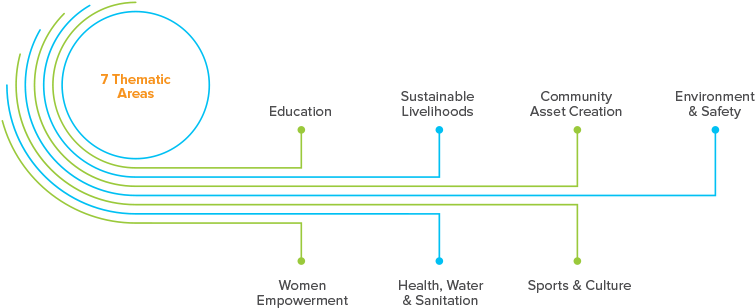 7 Thematic
Areas
Education
Sustainable
Livelihoods
Community
Asset Creation
Environment
& Safety
Women
Empowerment
Health, Water
& Sanitation
Sports & Culture